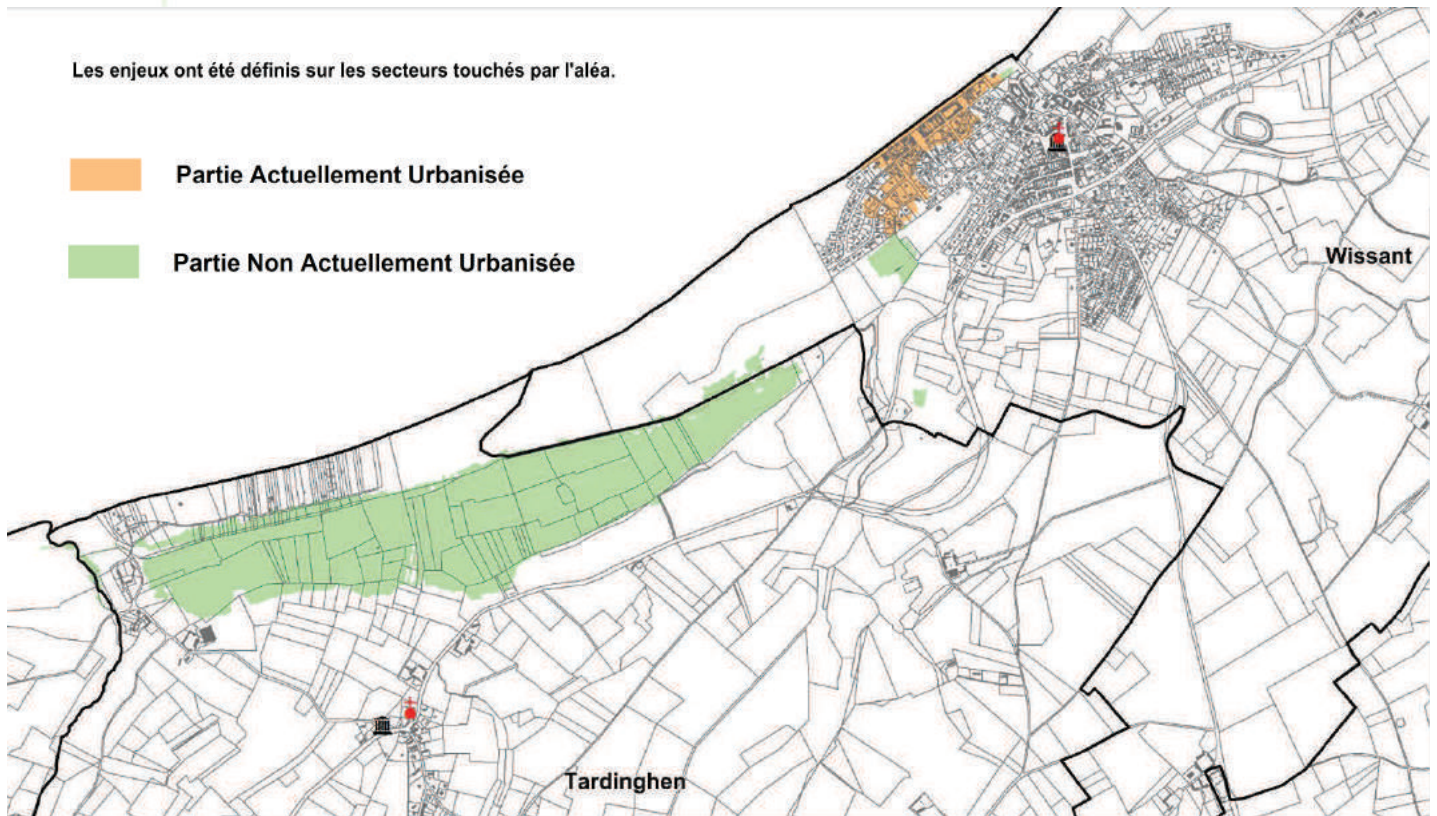 Les enjeux ont été définis sur les secteurs touchés par l'aléa.
Partie Actuellement Urbanisée
Partie Non Actuellement Urbanisée
Wissant
Tardinghen